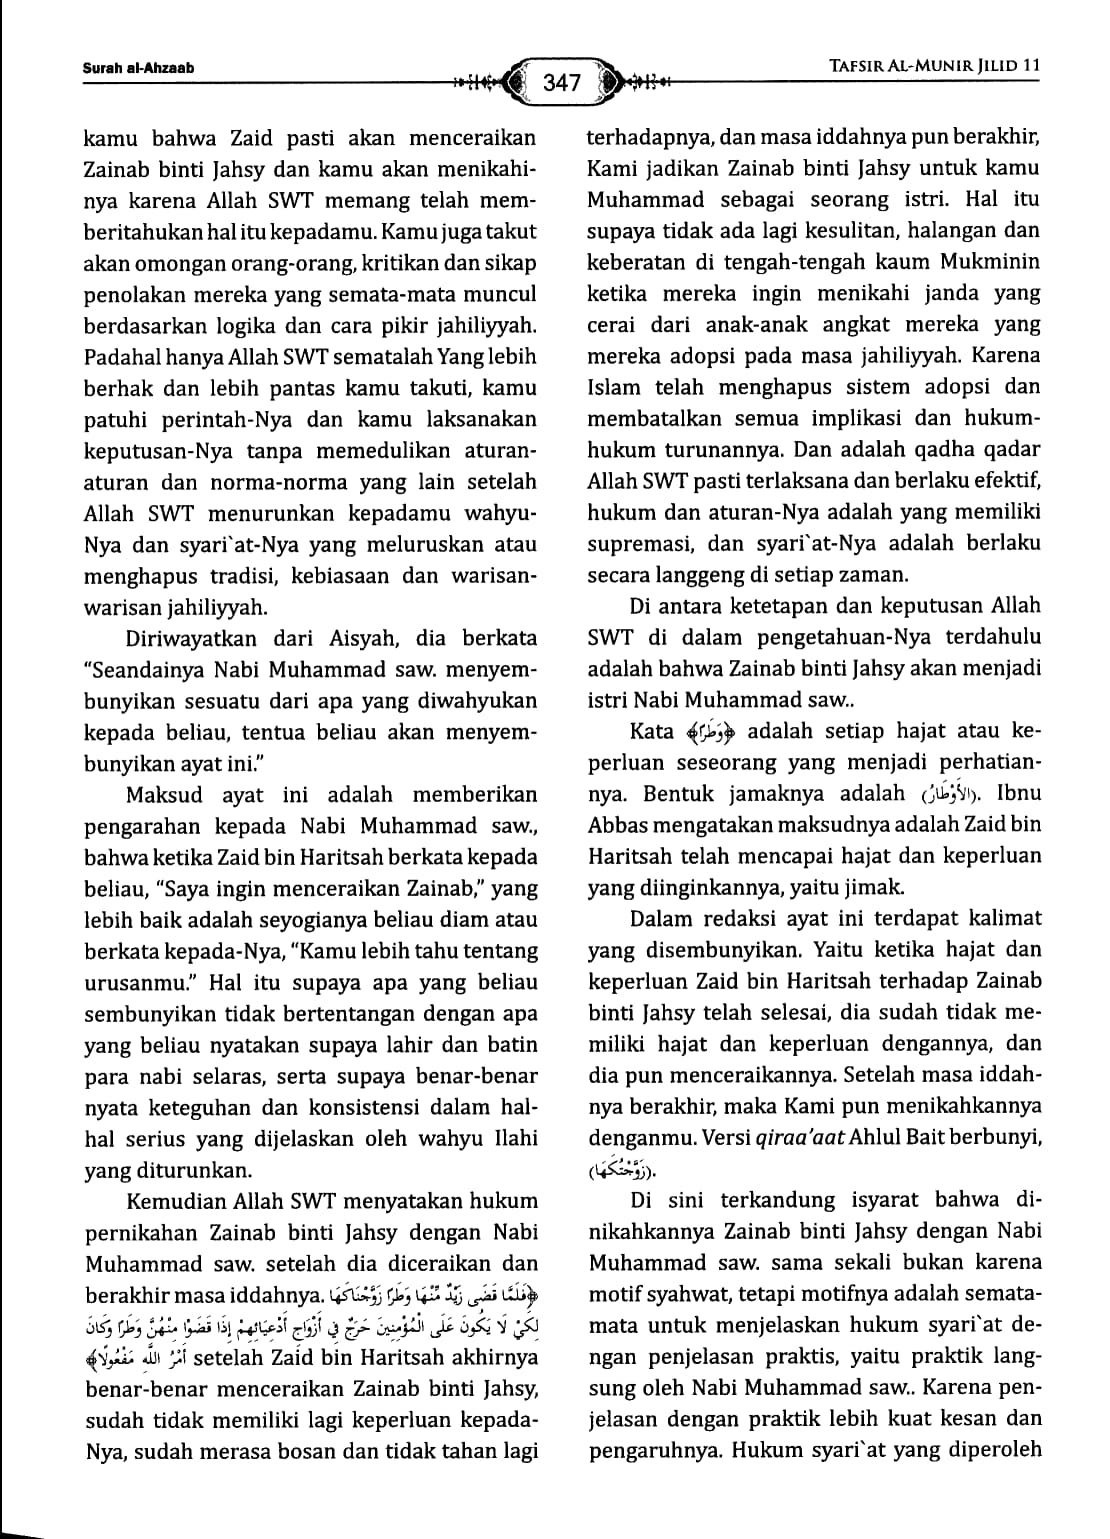 Surah al-Ahzaab
347
TAFSIR AL-MUNIR JILID 11
kamu bahwa Zaid pasti akan menceraikan
Zainab binti Jahsy dan kamu akan menikahi-
nya karena Allah SWT memang telah mem-
beritahukan hal itu kepadamu. Kamu juga takut
akan omongan orang-orang, kritikan dan sikap
penolakan mereka yang semata-mata muncul
berdasarkan logika dan cara pikir jahiliyyah.
Padahal hanya Allah SWT sematalah Yang lebih
berhak dan lebih pantas kamu takuti, kamu
patuhi perintah-Nya dan kamu laksanakan
keputusan-Nya tanpa memedulikan aturan-
aturan dan norma-norma yang lain setelah
Allah SWT menurunkan kepadamu wahyu-
Nya dan syari`at-Nya yang meluruskan atau
menghapus tradisi, kebiasaan dan warisan-
warisan jahiliyyah.
Diriwayatkan dari Aisyah, dia berkata
“Seandainya Nabi Muhammad saw. menyem-
bunyikan sesuatu dari apa yang diwahyukan
kepada beliau, tentua beliau akan menyem-
bunyikan ayat ini.”
Maksud ayat ini adalah memberikan
pengarahan kepada Nabi Muhammad saw.,
bahwa ketika Zaid bin Haritsah berkata kepada
beliau, “Saya ingin menceraikan Zainab,” yang
lebih baik adalah seyogianya beliau diam atau
berkata kepada-Nya, “Kamu lebih tahu tentang
urusanmu.” Hal itu supaya apa yang beliau
sembunyikan tidak bertentangan dengan apa
yang beliau nyatakan supaya lahir dan batin
para nabi selaras, serta supaya benar-benar
nyata keteguhan dan konsistensi dalam hal-
hal serius yang dijelaskan oleh wahyu Ilahi
yang diturunkan.
Kemudian Allah SWT menyatakan hukum
pernikahan Zainab binti Jahsy dengan Nabi
Muhammad saw. setelah dia diceraikan dan
berakhir masa iddahnya. ﴿فَلَمَّا قَضَى زَيْدٌ مِّنْهَا وَطَرًا زَوَّجْنَاكَهَا
لِكَيْ لَا يَكُونَ عَلَى الْمُؤْمِنِينَ حَرَجٌ فِي أَزْوَاجِ أَدْعِيَائِهِمْ إِذَا قَضَوْا مِنْهُنَّ وَطَرًا وَكَانَ
أَمْرُ اللَّهِ مَفْعُولًا﴾ setelah Zaid bin Haritsah akhirnya
benar-benar menceraikan Zainab binti Jahsy,
sudah tidak memiliki lagi keperluan kepada-
Nya, sudah merasa bosan dan tidak tahan lagi
terhadapnya, dan masa iddahnya pun berakhir,
Kami jadikan Zainab binti Jahsy untuk kamu
Muhammad sebagai seorang istri. Hal itu
supaya tidak ada lagi kesulitan, halangan dan
keberatan di tengah-tengah kaum Mukminin
ketika mereka ingin menikahi janda yang
cerai dari anak-anak angkat mereka yang
mereka adopsi pada masa jahiliyyah. Karena
Islam telah menghapus sistem adopsi dan
membatalkan semua implikasi dan hukum-
hukum turunannya. Dan adalah qadha qadar
Allah SWT pasti terlaksana dan berlaku efektif,
hukum dan aturan-Nya adalah yang memiliki
supremasi, dan syari`at-Nya adalah berlaku
secara langgeng di setiap zaman.
Di antara ketetapan dan keputusan Allah
SWT di dalam pengetahuan-Nya terdahulu
adalah bahwa Zainab binti Jahsy akan menjadi
istri Nabi Muhammad saw..
Kata ﴿وَطَرًا﴾ adalah setiap hajat atau ke-
perluan seseorang yang menjadi perhatian-
nya. Bentuk jamaknya adalah (الْأَوْطَارُ). Ibnu
Abbas mengatakan maksudnya adalah Zaid bin
Haritsah telah mencapai hajat dan keperluan
yang diinginkannya, yaitu jimak.
Dalam redaksi ayat ini terdapat kalimat
yang disembunyikan. Yaitu ketika hajat dan
keperluan Zaid bin Haritsah terhadap Zainab
binti Jahsy telah selesai, dia sudah tidak me-
miliki hajat dan keperluan dengannya, dan
dia pun menceraikannya. Setelah masa iddah-
nya berakhir, maka Kami pun menikahkannya
denganmu. Versi qiraa’aat Ahlul Bait berbunyi,
(زَوَّجْتُكَهَا).
Di sini terkandung isyarat bahwa di-
nikahkannya Zainab binti Jahsy dengan Nabi
Muhammad saw. sama sekali bukan karena
motif syahwat, tetapi motifnya adalah semata-
mata untuk menjelaskan hukum syari`at de-
ngan penjelasan praktis, yaitu praktik lang-
sung oleh Nabi Muhammad saw.. Karena pen-
jelasan dengan praktik lebih kuat kesan dan
pengaruhnya. Hukum syari`at yang diperoleh